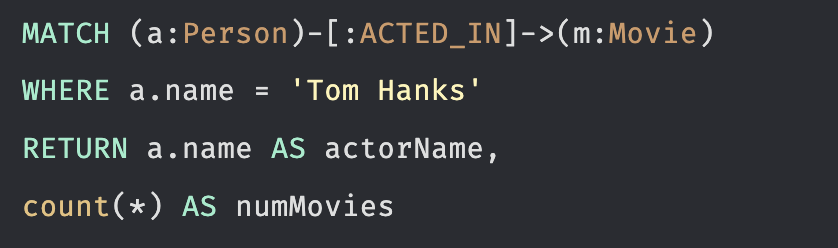 MATCH (a:Person)-[:ACTED_IN]->(m:Movie)
WHERE a.name = 'Tom Hanks'
RETURN a.name AS actorName,
count(*) AS numMovies